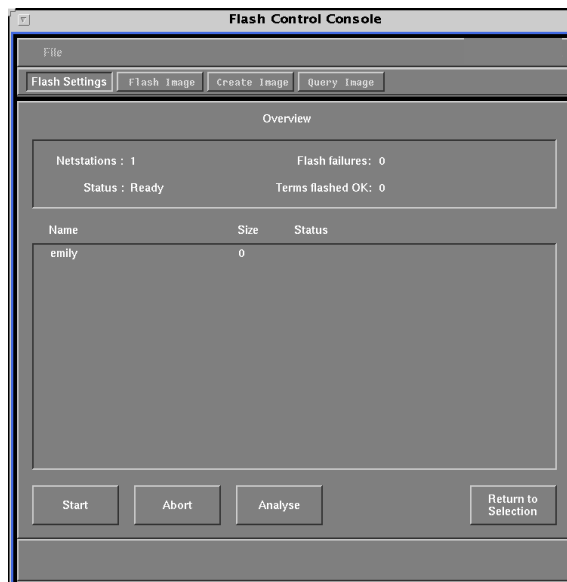 Flash Control Console
File
Flash Settings Flash Image Create Image Query Image
Overview
Netstations : 1 Flash failures: 0
Status : Ready Terms flashed OK: 0
Name Size Status
emily 0
Start Abort Analyse Return to
Selection